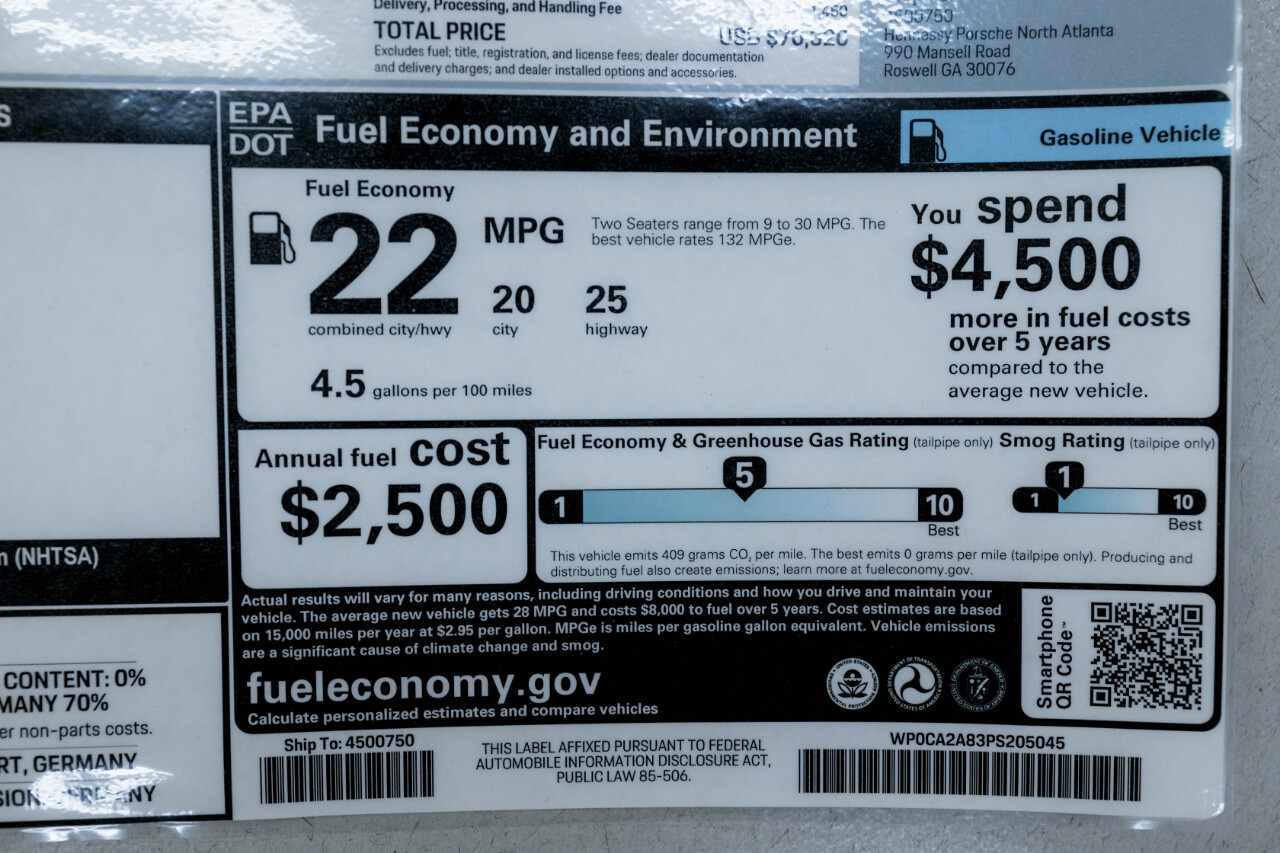 Delivery, Processing, and Handling Fee
1,450
TOTAL PRICE
USD $70,320
Excludes fuel; title, registration, and license fees; dealer documentation
and delivery charges; and dealer installed options and accessories.
4500750
Hennessy Porsche North Atlanta
990 Mansell Road
Roswell GA 30076
S
EPA
DOT
Fuel Economy and Environment
Gasoline Vehicle
Fuel Economy
22
MPG
combined city/hwy
20
city
25
highway
Two Seaters range from 9 to 30 MPG. The
best vehicle rates 132 MPGe.
4.5 gallons per 100 miles
You spend
$4,500
more in fuel costs
over 5 years
compared to the
average new vehicle.
Annual fuel cost
$2,500
Fuel Economy & Greenhouse Gas Rating (tailpipe only)
1
5
10
Best
Smog Rating (tailpipe only)
1
1
10
Best
This vehicle emits 409 grams CO₂ per mile. The best emits 0 grams per mile (tailpipe only). Producing and
distributing fuel also create emissions; learn more at fueleconomy.gov.
n (NHTSA)
Actual results will vary for many reasons, including driving conditions and how you drive and maintain your
vehicle. The average new vehicle gets 28 MPG and costs $8,000 to fuel over 5 years. Cost estimates are based
on 15,000 miles per year at $2.95 per gallon. MPGe is miles per gasoline gallon equivalent. Vehicle emissions
are a significant cause of climate change and smog.
fueleconomy.gov
Calculate personalized estimates and compare vehicles
Smartphone
QR Code™
CONTENT: 0%
MANY 70%
er non-parts costs.
RT, GERMANY
Ship To: 4500750
THIS LABEL AFFIXED PURSUANT TO FEDERAL
AUTOMOBILE INFORMATION DISCLOSURE ACT,
PUBLIC LAW 85-506.
WP0CA2A83PS205045